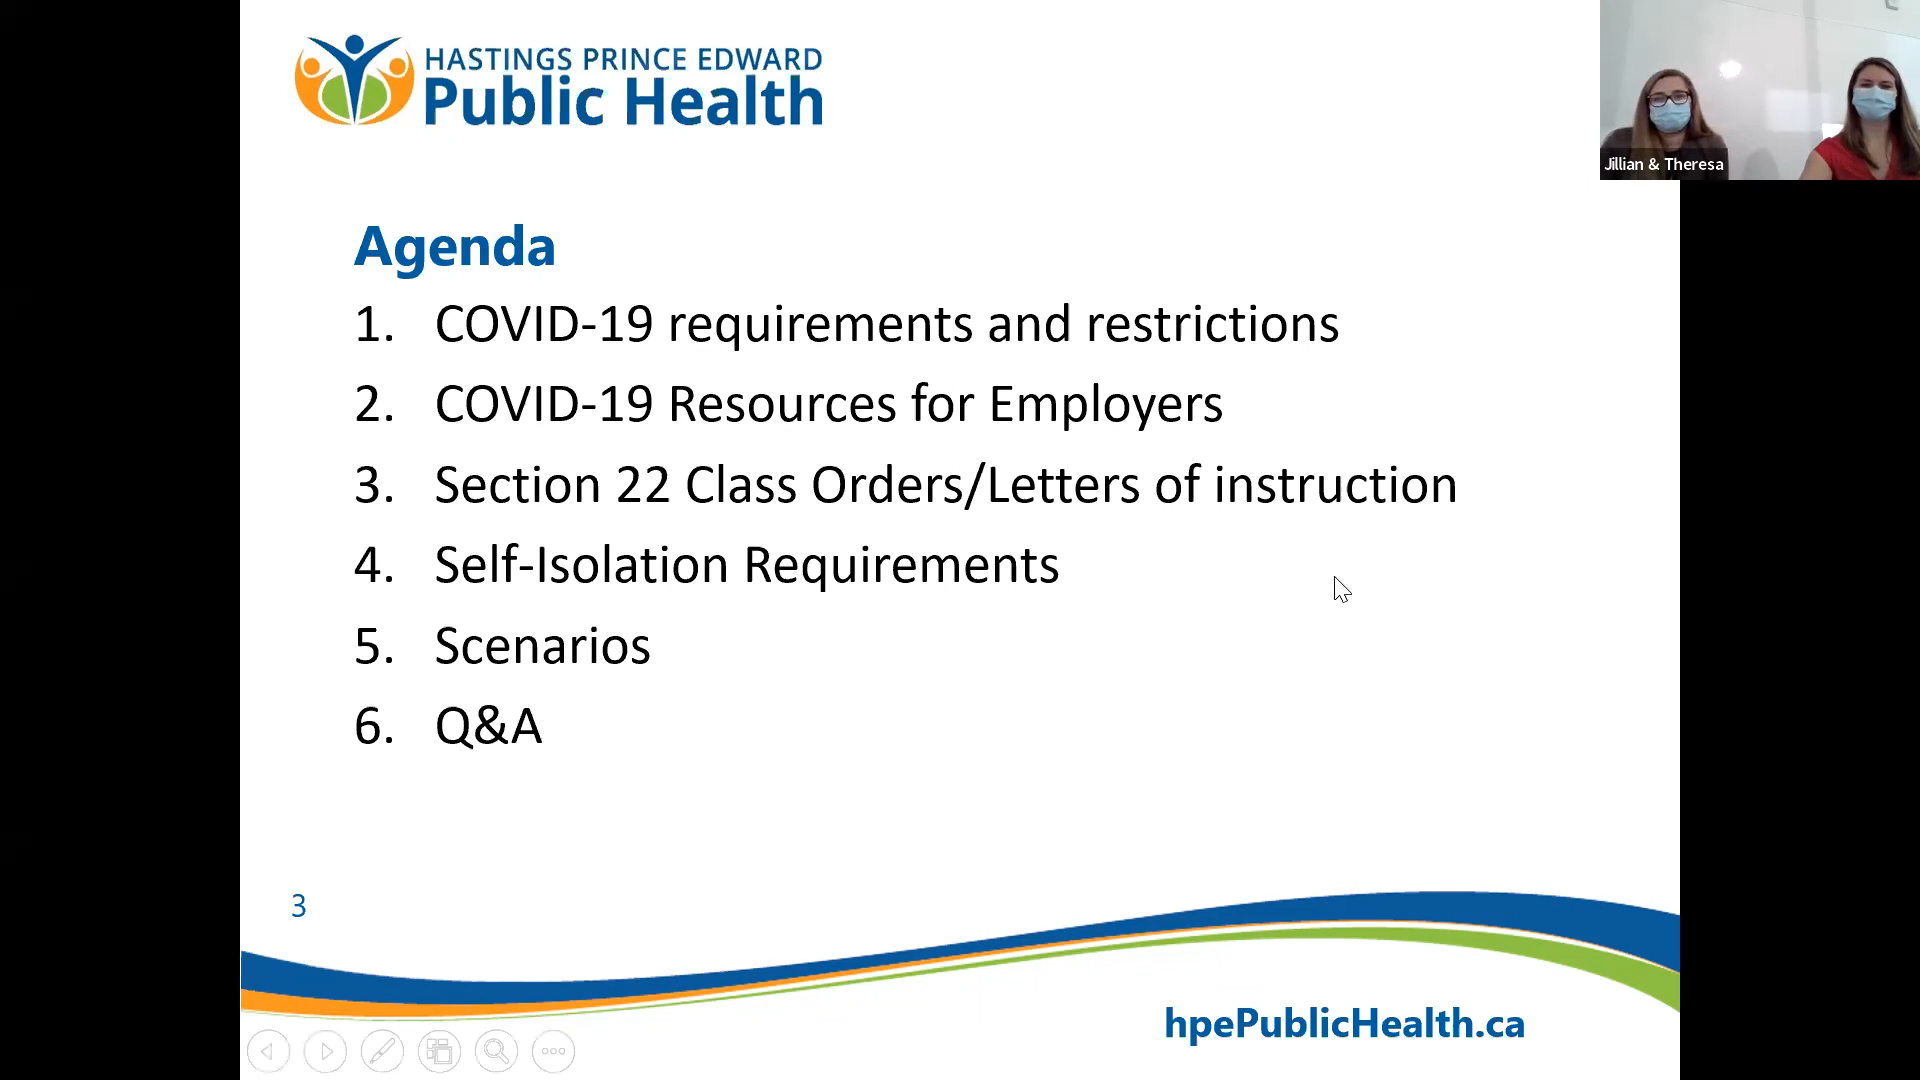 HASTINGS PRINCE EDWARD
Public Health
Jillian & Theresa
Agenda
1. COVID-19 requirements and restrictions
2. COVID-19 Resources for Employers
3. Section 22 Class Orders/Letters of instruction
4. Self-Isolation Requirements
5. Scenarios
6. Q&A
3
hpePublicHealth.ca